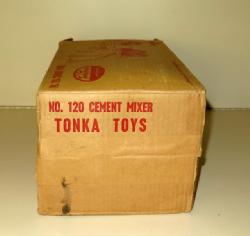 NO. 120 CEMENT MIXER
TONKA TOYS